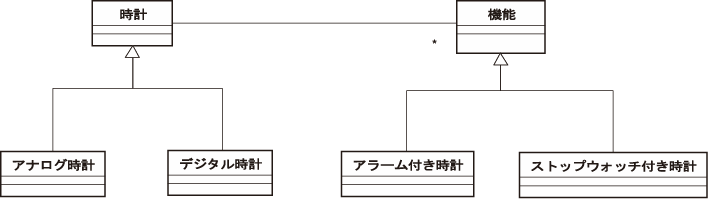 時計
機能
*
アナログ時計
デジタル時計
アラーム付き時計
ストップウォッチ付き時計